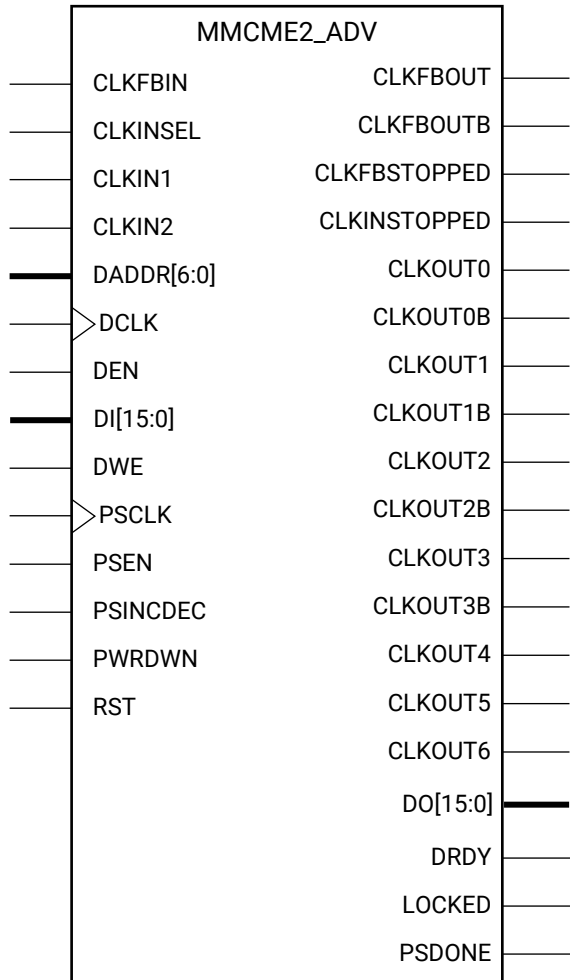 MMCME2_ADV
CLKFBIN
CLKINSEL
CLKIN1
CLKIN2
DADDR[6:0]
DCLK
DEN
DI[15:0]
DWE
PSCLK
PSEN
PSINCDEC
PWRDWN
RST
CLKFBOUT
CLKFBOUTB
CLKFBSTOPPED
CLKINSTOPPED
CLKOUT0
CLKOUT0B
CLKOUT1
CLKOUT1B
CLKOUT2
CLKOUT2B
CLKOUT3
CLKOUT3B
CLKOUT4
CLKOUT5
CLKOUT6
DO[15:0]
DRDY
LOCKED
PSDONE